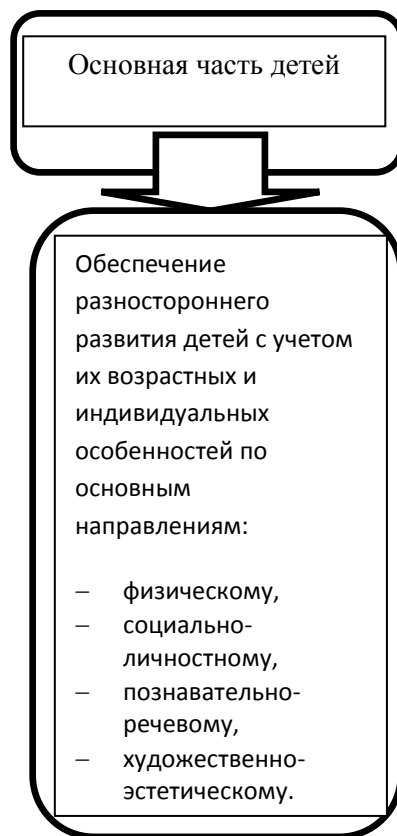 Основная часть детей
Обеспечение
разностороннего
развития детей с учетом
их возрастных и
индивидуальных
особенностей по
основным
направлениям:
– физическому,
– социально-
личностному,
– познавательно-
речевому,
– художественно-
эстетическому.